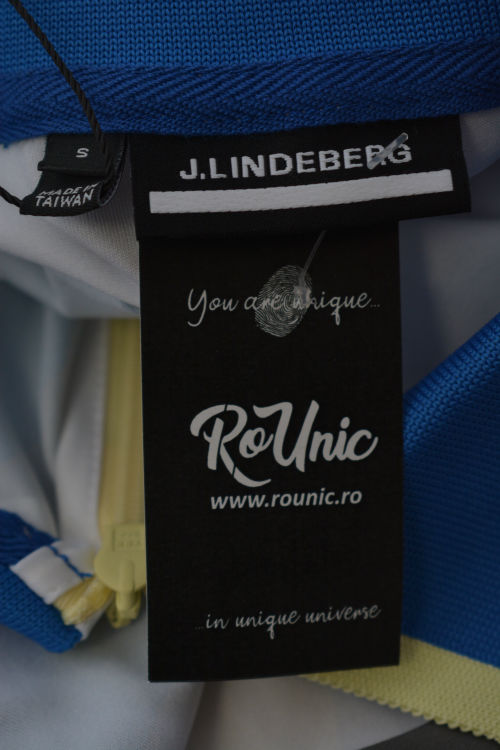 S
MADE IN
TAIWAN
J.LINDEBERG
You are unique...
RoUnic
www.rounic.ro
...in unique universe